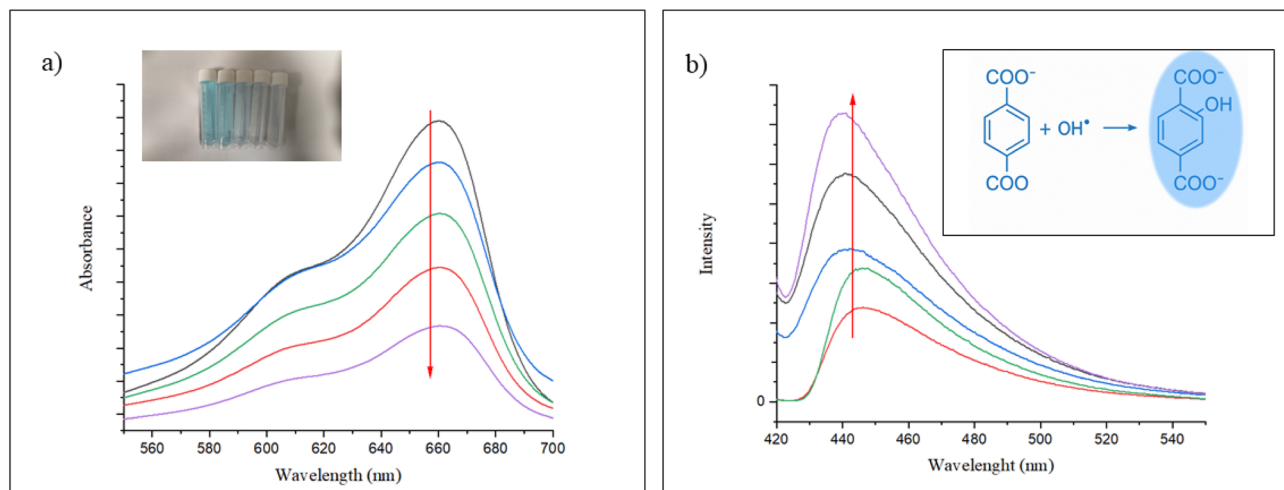 a)
Absorbance
560 580 600 620 640 660 680 700
Wavelength (nm)
b)
COO⁻
COO
+ OH• →
COO⁻
OH
COO⁻
Intensity
0
420 440 460 480 500 520 540
Wavelenght (nm)